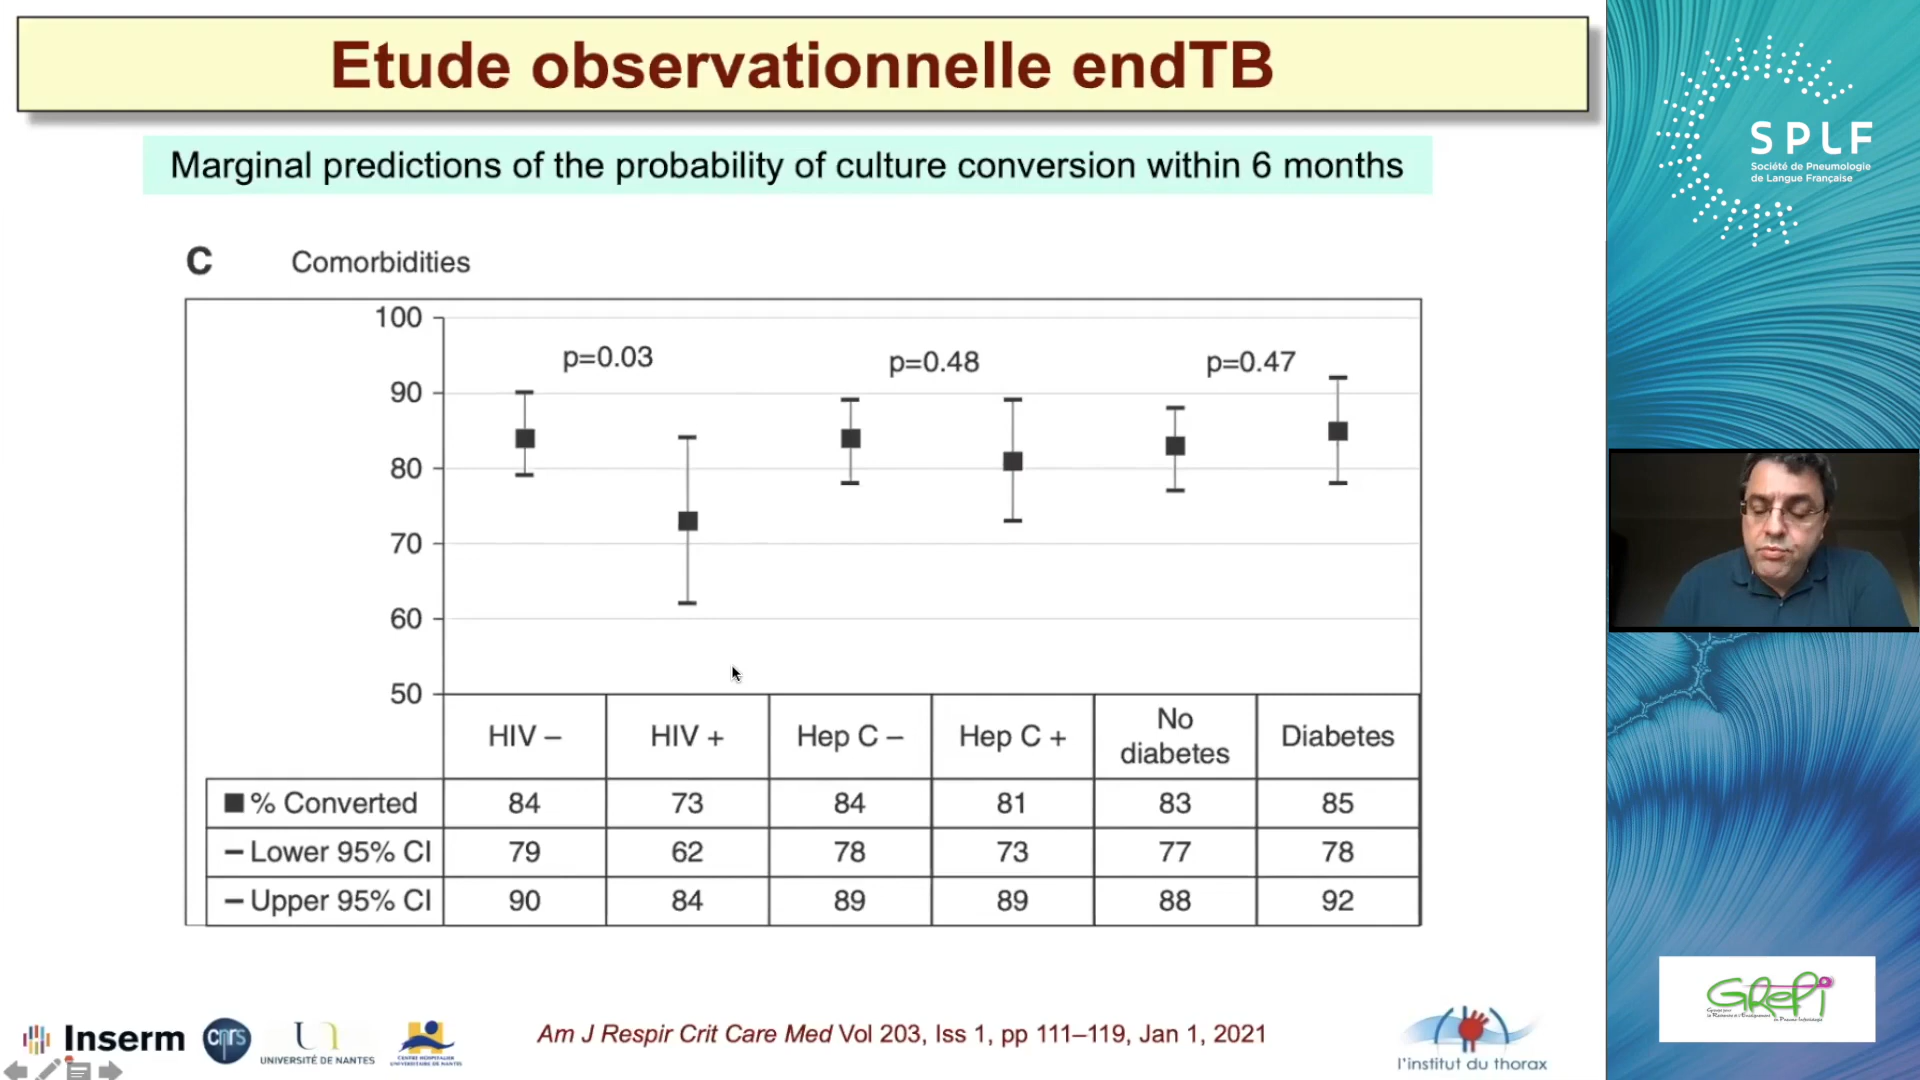 Etude observationnelle endTB
Marginal predictions of the probability of culture conversion within 6 months
C Comorbidities
100
90
80
70
60
50
p=0.03 p=0.48 p=0.47
HIV – HIV + Hep C – Hep C + No diabetes Diabetes
% Converted 84 73 84 81 83 85
– Lower 95% CI 79 62 78 73 77 78
– Upper 95% CI 90 84 89 89 88 92
Inserm
cnrs
UNIVERSITÉ DE NANTES
CENTRE HOSPITALIER
UNIVERSITAIRE DE NANTES
Am J Respir Crit Care Med Vol 203, Iss 1, pp 111–119, Jan 1, 2021
l'institut du thorax
SPLF
Société de Pneumologie
de Langue Française
GREPI